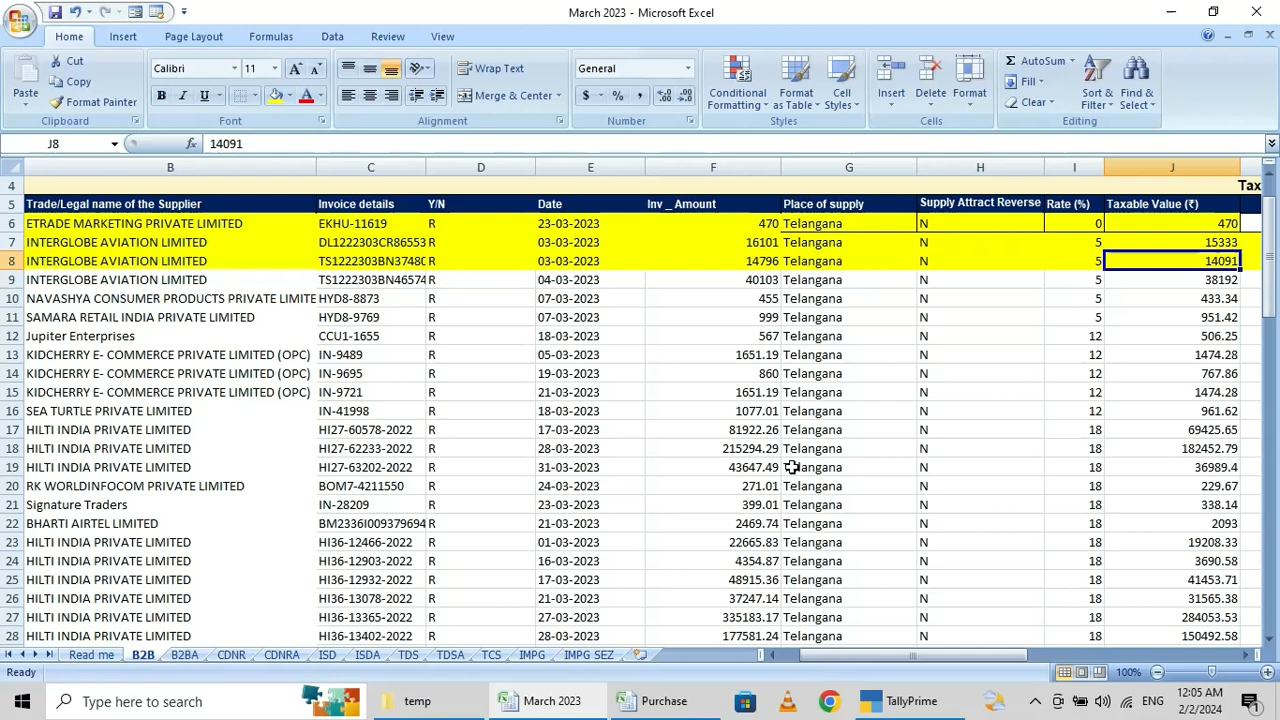 March 2023 - Microsoft Excel
Home Insert Page Layout Formulas Data Review View
Paste Cut Copy Format Painter Clipboard
Calibri 11 B I U A Font
Wrap Text Merge & Center Alignment
General $ % , Number
Conditional Formatting Format as Table Cell Styles Styles
Insert Delete Format Cells
AutoSum Fill Clear Sort & Filter Find & Select Editing
J8 fx 14091
B C D E F G H I J
4 Tax
5 Trade/Legal name of the Supplier Invoice details Y/N Date Inv _ Amount Place of supply Supply Attract Reverse Rate (%) Taxable Value (₹)
6 ETRADE MARKETING PRIVATE LIMITED EKHU-11619 R 23-03-2023 470 Telangana N 0 470
7 INTERGLOBE AVIATION LIMITED DL1222303CR86553 R 03-03-2023 16101 Telangana N 5 15333
8 INTERGLOBE AVIATION LIMITED TS1222303BN3748 R 03-03-2023 14796 Telangana N 5 14091
9 INTERGLOBE AVIATION LIMITED TS1222303BN46574 R 04-03-2023 40103 Telangana N 5 38192
10 NAVASHYA CONSUMER PRODUCTS PRIVATE LIMITE HYD8-8873 R 07-03-2023 455 Telangana N 5 433.34
11 SAMARA RETAIL INDIA PRIVATE LIMITED HYD8-9769 R 07-03-2023 999 Telangana N 5 951.42
12 Jupiter Enterprises CCU1-1655 R 18-03-2023 567 Telangana N 12 506.25
13 KIDCHERRY E- COMMERCE PRIVATE LIMITED (OPC) IN-9489 R 05-03-2023 1651.19 Telangana N 12 1474.28
14 KIDCHERRY E- COMMERCE PRIVATE LIMITED (OPC) IN-9695 R 19-03-2023 860 Telangana N 12 767.86
15 KIDCHERRY E- COMMERCE PRIVATE LIMITED (OPC) IN-9721 R 21-03-2023 1651.19 Telangana N 12 1474.28
16 SEA TURTLE PRIVATE LIMITED IN-41998 R 18-03-2023 1077.01 Telangana N 12 961.62
17 HILTI INDIA PRIVATE LIMITED HI27-60578-2022 R 17-03-2023 81922.26 Telangana N 18 69425.65
18 HILTI INDIA PRIVATE LIMITED HI27-62233-2022 R 28-03-2023 215294.29 Telangana N 18 182452.79
19 HILTI INDIA PRIVATE LIMITED HI27-63202-2022 R 31-03-2023 43647.49 Telangana N 18 36989.4
20 RK WORLDINFOCOM PRIVATE LIMITED BOM7-4211550 R 24-03-2023 271.01 Telangana N 18 229.67
21 Signature Traders IN-28209 R 23-03-2023 399.01 Telangana N 18 338.14
22 BHARTI AIRTEL LIMITED BM2336I009379694 R 21-03-2023 2469.74 Telangana N 18 2093
23 HILTI INDIA PRIVATE LIMITED HI36-12466-2022 R 01-03-2023 22665.83 Telangana N 18 19208.33
24 HILTI INDIA PRIVATE LIMITED HI36-12903-2022 R 16-03-2023 4354.87 Telangana N 18 3690.58
25 HILTI INDIA PRIVATE LIMITED HI36-12932-2022 R 17-03-2023 48915.36 Telangana N 18 41453.71
26 HILTI INDIA PRIVATE LIMITED HI36-13078-2022 R 21-03-2023 37247.14 Telangana N 18 31565.38
27 HILTI INDIA PRIVATE LIMITED HI36-13365-2022 R 27-03-2023 335183.17 Telangana N 18 284053.53
28 HILTI INDIA PRIVATE LIMITED HI36-13402-2022 R 28-03-2023 177581.24 Telangana N 18 150492.58
Read me B2B B2BA CDNR CDNRA ISD ISDA TDS TDSA TCS IMPG IMPG SEZ
Ready 100%
Type here to search temp March 2023 Purchase TallyPrime ENG 12:05 AM
2/2/2024